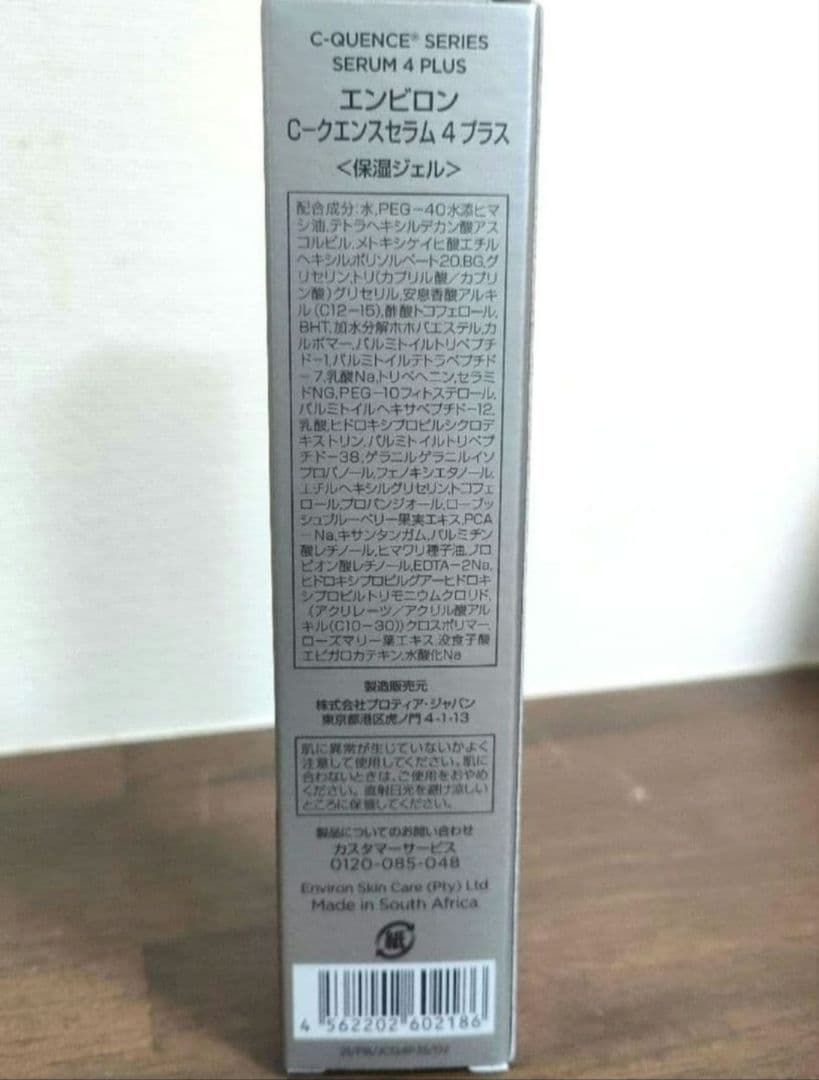 C-QUENCE® SERIES
SERUM 4 PLUS
エンビロン
C-クエンスセラム 4 プラス
＜保湿ジェル＞
配合成分:水,PEG-40水添ヒマ
シ油,テトラヘキシルデカン酸アス
コルビル,メトキシケイヒ酸エチル
ヘキシル,ポリソルベート20,BG,グ
リセリン,トリ(カプリル酸/カプリ
ン酸)グリセリル,安息香酸アルキ
ル(C12-15),酢酸トコフェロール,
BHT,加水分解ホホバエステル,カ
ルボマー,パルミトイルトリペプチ
ド-1,パルミトイルテトラペプチド
-7,乳酸Na,トリベヘニン,セラミ
ドNG,PEG-10フィトステロール,
パルミトイルヘキサペプチド-12,
乳酸,ヒドロキシプロピルシクロデ
キストリン,パルミトイルトリペプ
チド-38,ゲラニルゲラニルイソ
プロパノール,フェノキシエタノール,
エチルヘキシルグリセリン,トコフェ
ロール,プロパンジオール,ローブッ
シュブルーベリー果実エキス,PCA
-Na,キサンタンガム,パルミチン
酸レチノール,ヒマワリ種子油,プロ
ピオン酸レチノール,EDTA-2Na,
ヒドロキシプロピルグアーヒドロキ
シプロピルトリモニウムクロリド,
(アクリレーツ/アクリル酸アル
キル(C10-30))クロスポリマー,
ローズマリー葉エキス,没食子酸
エピガロカテキン,水酸化Na
製造販売元
株式会社プロティア・ジャパン
東京都港区虎ノ門 4-1-13
肌に異常が生じていないかよく
注意して使用してください。肌に
合わないときは、ご使用をおやめ
ください。直射日光を避け涼しい
ところに保管してください。
製品についてのお問い合わせ
カスタマーサービス
0120-085-048
Environ Skin Care (Pty) Ltd
Made in South Africa
紙
4 562202 602186